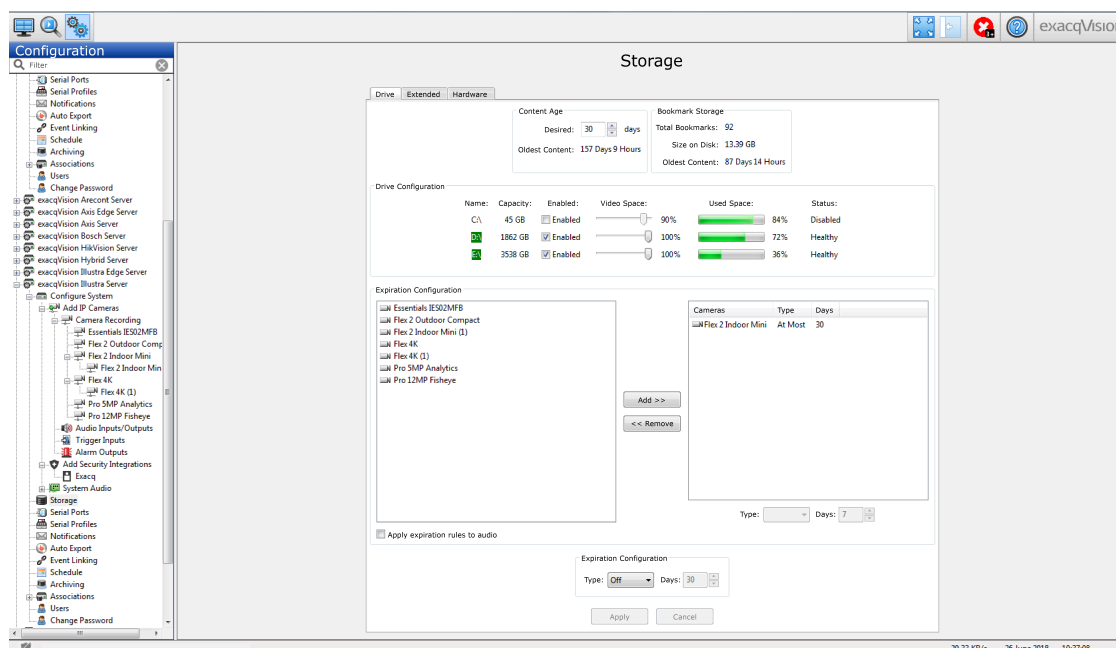 exacqVision
Configuration
Filter
Serial Ports
Serial Profiles
Notifications
Auto Export
Event Linking
Schedule
Archiving
Associations
Users
Change Password
exacqVision Arecont Server
exacqVision Axis Edge Server
exacqVision Axis Server
exacqVision Bosch Server
exacqVision HikVision Server
exacqVision Hybrid Server
exacqVision Illustra Edge Server
exacqVision Illustra Server
Configure System
Add IP Cameras
Camera Recording
Essentials IES02MFB
Flex 2 Outdoor Comp
Flex 2 Indoor Mini
Flex 2 Indoor Min
Flex 4K
Flex 4K (1)
Pro 5MP Analytics
Pro 12MP Fisheye
Audio Inputs/Outputs
Trigger Inputs
Alarm Outputs
Add Security Integrations
Exacq
System Audio
Storage
Serial Ports
Serial Profiles
Notifications
Auto Export
Event Linking
Schedule
Archiving
Associations
Users
Change Password
Storage
Drive Extended Hardware
Content Age
Desired: 30 days
Oldest Content: 157 Days 9 Hours
Bookmark Storage
Total Bookmarks: 92
Size on Disk: 13.39 GB
Oldest Content: 87 Days 14 Hours
Drive Configuration
Name: Capacity: Enabled: Video Space: Used Space: Status:
C:\ 45 GB Enabled 90% 84% Disabled
D:\ 1862 GB Enabled 100% 72% Healthy
E:\ 3538 GB Enabled 100% 36% Healthy
Expiration Configuration
Essentials IES02MFB
Flex 2 Outdoor Compact
Flex 2 Indoor Mini (1)
Flex 4K
Flex 4K (1)
Pro 5MP Analytics
Pro 12MP Fisheye
Add >>
<< Remove
Cameras Type Days
Flex 2 Indoor Mini At Most 30
Type: Days: 7
Apply expiration rules to audio
Expiration Configuration
Type: Off Days: 30
Apply Cancel